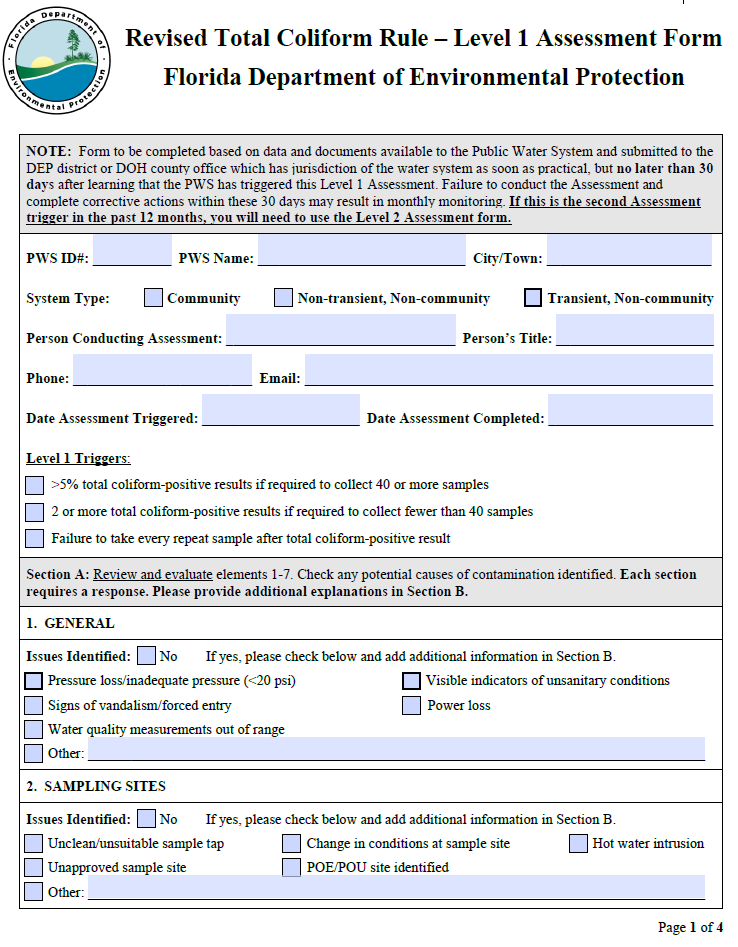 Florida Department of
Environmental Protection
Revised Total Coliform Rule – Level 1 Assessment Form
Florida Department of Environmental Protection
NOTE: Form to be completed based on data and documents available to the Public Water System and submitted to the
DEP district or DOH county office which has jurisdiction of the water system as soon as practical, but no later than 30
days after learning that the PWS has triggered this Level 1 Assessment. Failure to conduct the Assessment and
complete corrective actions within these 30 days may result in monthly monitoring. If this is the second Assessment
trigger in the past 12 months, you will need to use the Level 2 Assessment form.
PWS ID#: PWS Name: City/Town:
System Type: Community Non-transient, Non-community Transient, Non-community
Person Conducting Assessment: Person's Title:
Phone: Email:
Date Assessment Triggered: Date Assessment Completed:
Level 1 Triggers:
>5% total coliform-positive results if required to collect 40 or more samples
2 or more total coliform-positive results if required to collect fewer than 40 samples
Failure to take every repeat sample after total coliform-positive result
Section A: Review and evaluate elements 1-7. Check any potential causes of contamination identified. Each section
requires a response. Please provide additional explanations in Section B.
1. GENERAL
Issues Identified: No If yes, please check below and add additional information in Section B.
Pressure loss/inadequate pressure (<20 psi) Visible indicators of unsanitary conditions
Signs of vandalism/forced entry Power loss
Water quality measurements out of range
Other:
2. SAMPLING SITES
Issues Identified: No If yes, please check below and add additional information in Section B.
Unclean/unsuitable sample tap Change in conditions at sample site Hot water intrusion
Unapproved sample site POE/POU site identified
Other:
Page 1 of 4